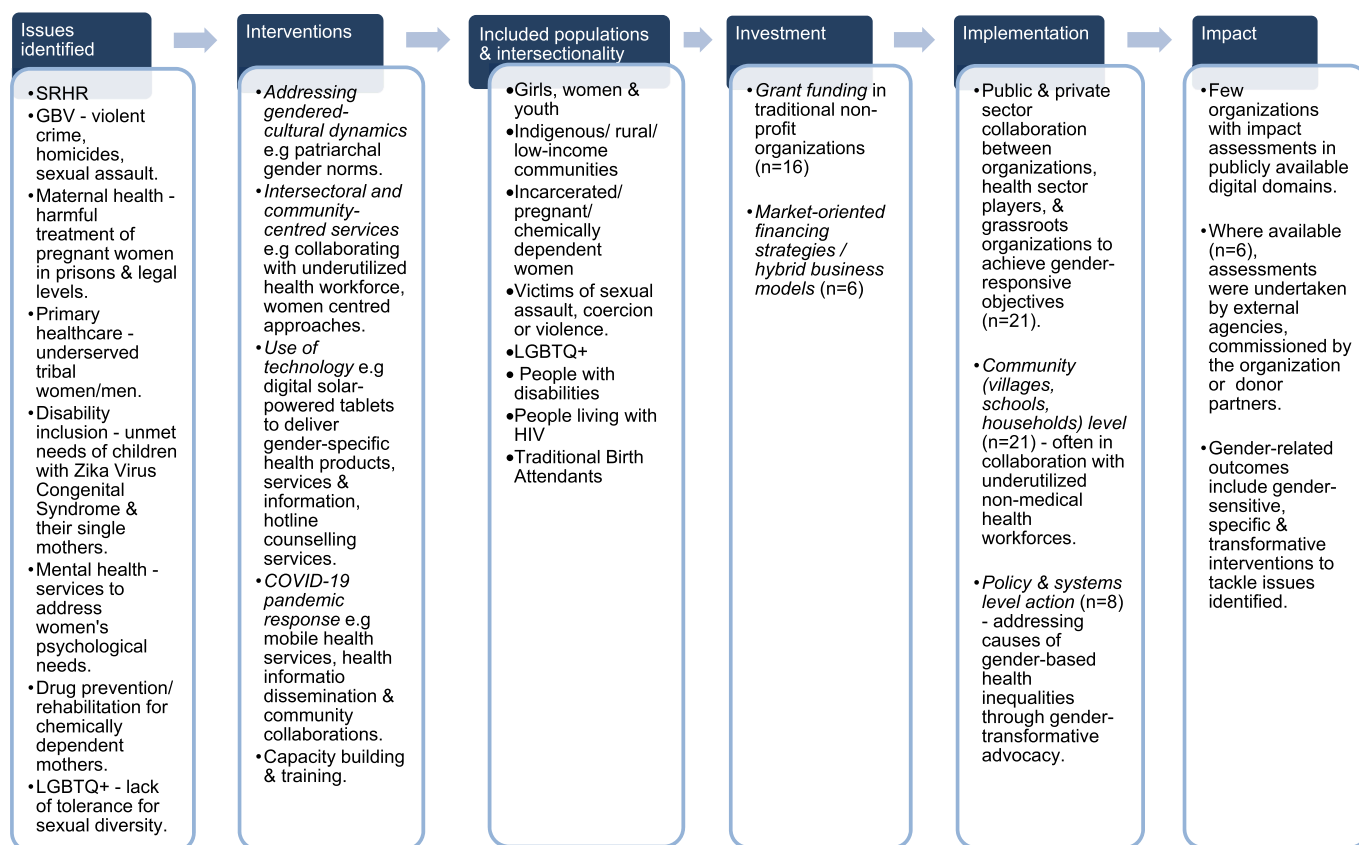 Issues
identified
•SRHR
•GBV - violent
crime,
homicides,
sexual assault.
•Maternal health -
harmful
treatment of
pregnant women
in prisons & legal
levels.
•Primary
healthcare -
underserved
tribal
women/men.
•Disability
inclusion - unmet
needs of children
with Zika Virus
Congenital
Syndrome &
their single
mothers.
•Mental health -
services to
address
women's
psychological
needs.
•Drug prevention/
rehabilitation for
chemically
dependent
mothers.
•LGBTQ+ - lack
of tolerance for
sexual diversity.
Interventions
•Addressing
gendered-
cultural dynamics
e.g patriarchal
gender norms.
•Intersectoral and
community-
centred services
e.g collaborating
with underutilized
health workforce,
women centred
approaches.
•Use of
technology e.g
digital solar-
powered tablets
to deliver
gender-specific
health products,
services &
information,
hotline
counselling
services.
•COVID-19
pandemic
response e.g
mobile health
services, health
informatio
dissemination &
community
collaborations.
•Capacity building
& training.
Included populations
& intersectionality
•Girls, women &
youth
•Indigenous/ rural/
low-income
communities
•Incarcerated/
pregnant/
chemically
dependent
women
•Victims of sexual
assault, coercion
or violence.
•LGBTQ+
• People with
disabilities
•People living with
HIV
•Traditional Birth
Attendants
Investment
•Grant funding in
traditional non-
profit
organizations
(n=16)
•Market-oriented
financing
strategies /
hybrid business
models (n=6)
Implementation
•Public & private
sector
collaboration
between
organizations,
health sector
players, &
grassroots
organizations to
achieve gender-
responsive
objectives
(n=21).
•Community
(villages,
schools,
households) level
(n=21) - often in
collaboration with
underutilized
non-medical
health
workforces.
•Policy & systems
level action (n=8)
- addressing
causes of
gender-based
health
inequalities
through gender-
transformative
advocacy.
Impact
•Few
organizations
with impact
assessments in
publicly available
digital domains.
•Where available
(n=6),
assessments
were undertaken
by external
agencies,
commissioned by
the organization
or donor
partners.
•Gender-related
outcomes
include gender-
sensitive,
specific &
transformative
interventions to
tackle issues
identified.